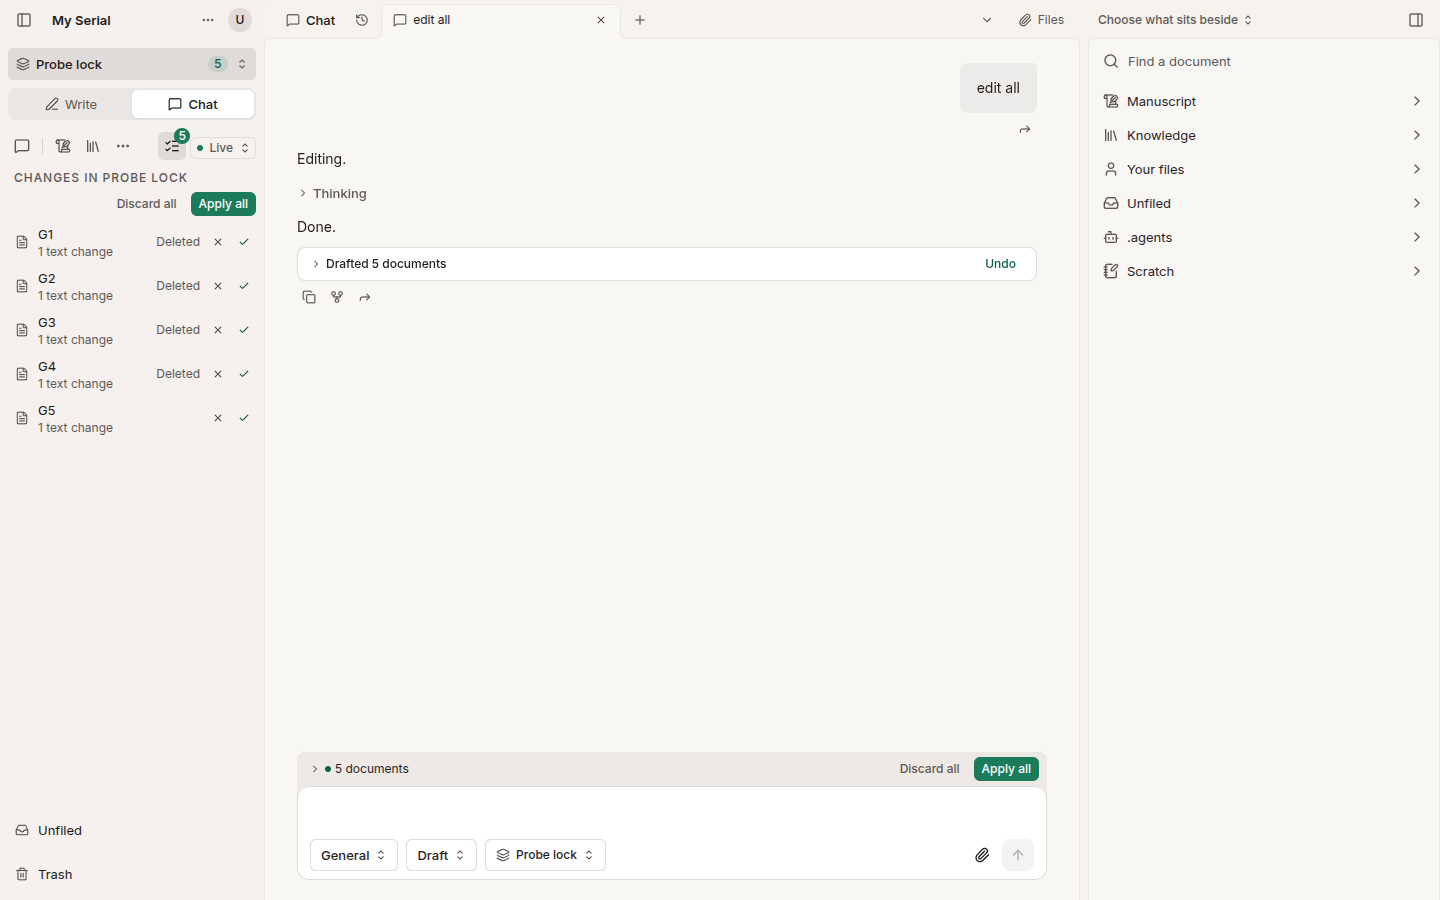 My Serial
U
Chat
edit all
Files
Choose what sits beside
Probe lock
5
Write
Chat
5
Live
CHANGES IN PROBE LOCK
Discard all
Apply all
G1
1 text change
Deleted
G2
1 text change
Deleted
G3
1 text change
Deleted
G4
1 text change
Deleted
G5
1 text change
Unfiled
Trash
edit all
Editing.
Thinking
Done.
Drafted 5 documents
Undo
5 documents
Discard all
Apply all
General
Draft
Probe lock
Find a document
Manuscript
Knowledge
Your files
Unfiled
.agents
Scratch